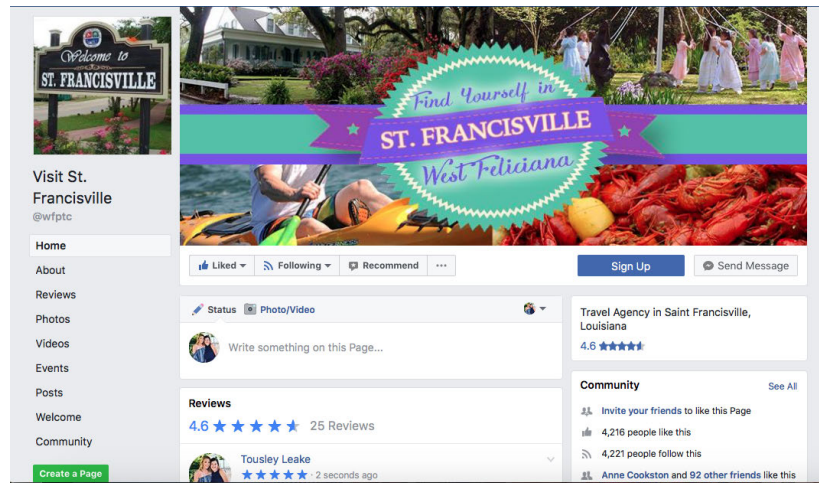 Welcome to
ST. FRANCISVILLE
Find Yourself in
ST. FRANCISVILLE
West Feliciana
Visit St.
Francisville
@wfptc
Home
About
Reviews
Photos
Videos
Events
Posts
Welcome
Community
Create a Page
Liked
Following
Recommend
...
Sign Up
Send Message
Status
Photo/Video
Write something on this Page...
Reviews
4.6
25 Reviews
Tousley Leake
· 2 seconds ago
Travel Agency in Saint Francisville,
Louisiana
4.6
Community
See All
Invite your friends to like this Page
4,216 people like this
4,221 people follow this
Anne Cookston and 92 other friends like this